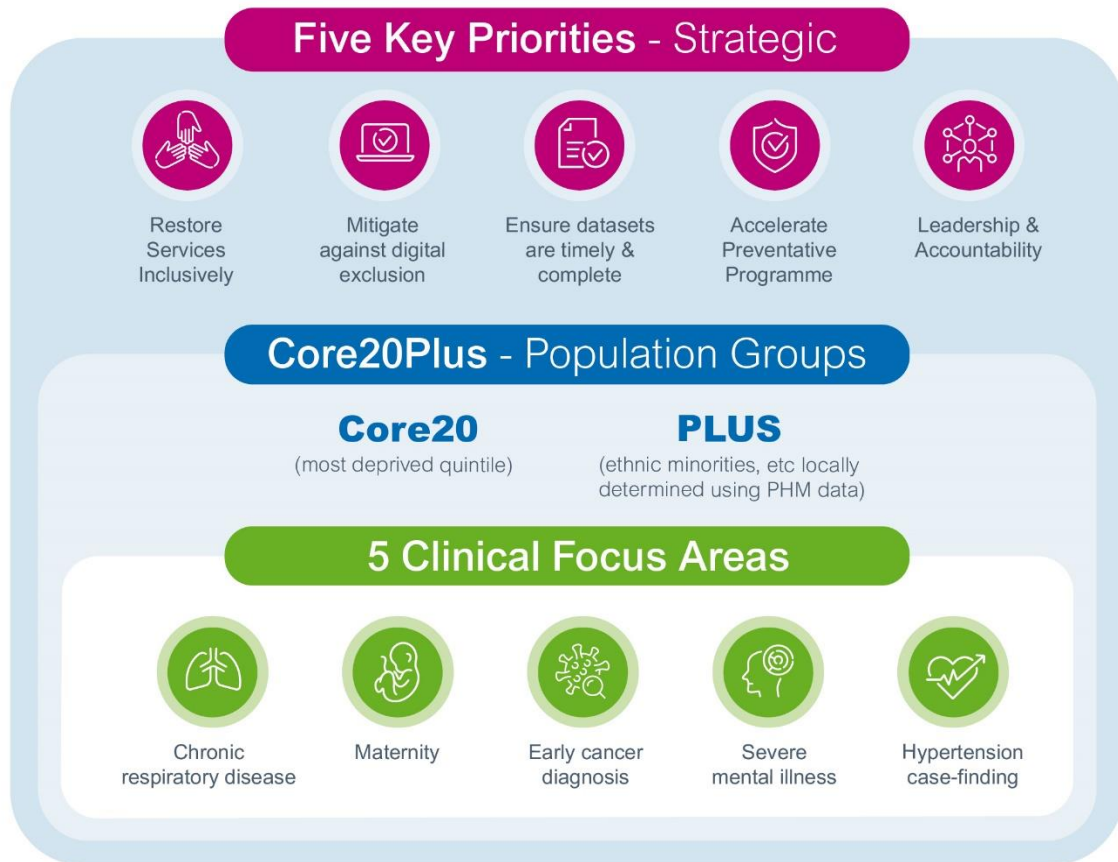 Five Key Priorities - Strategic
Restore
Services
Inclusively
Mitigate
against digital
exclusion
Ensure datasets
are timely &
complete
Accelerate
Preventative
Programme
Leadership &
Accountability
Core20Plus - Population Groups
Core20
(most deprived quintile)
PLUS
(ethnic minorities, etc locally
determined using PHM data)
5 Clinical Focus Areas
Chronic
respiratory disease
Maternity
Early cancer
diagnosis
Severe
mental illness
Hypertension
case-finding